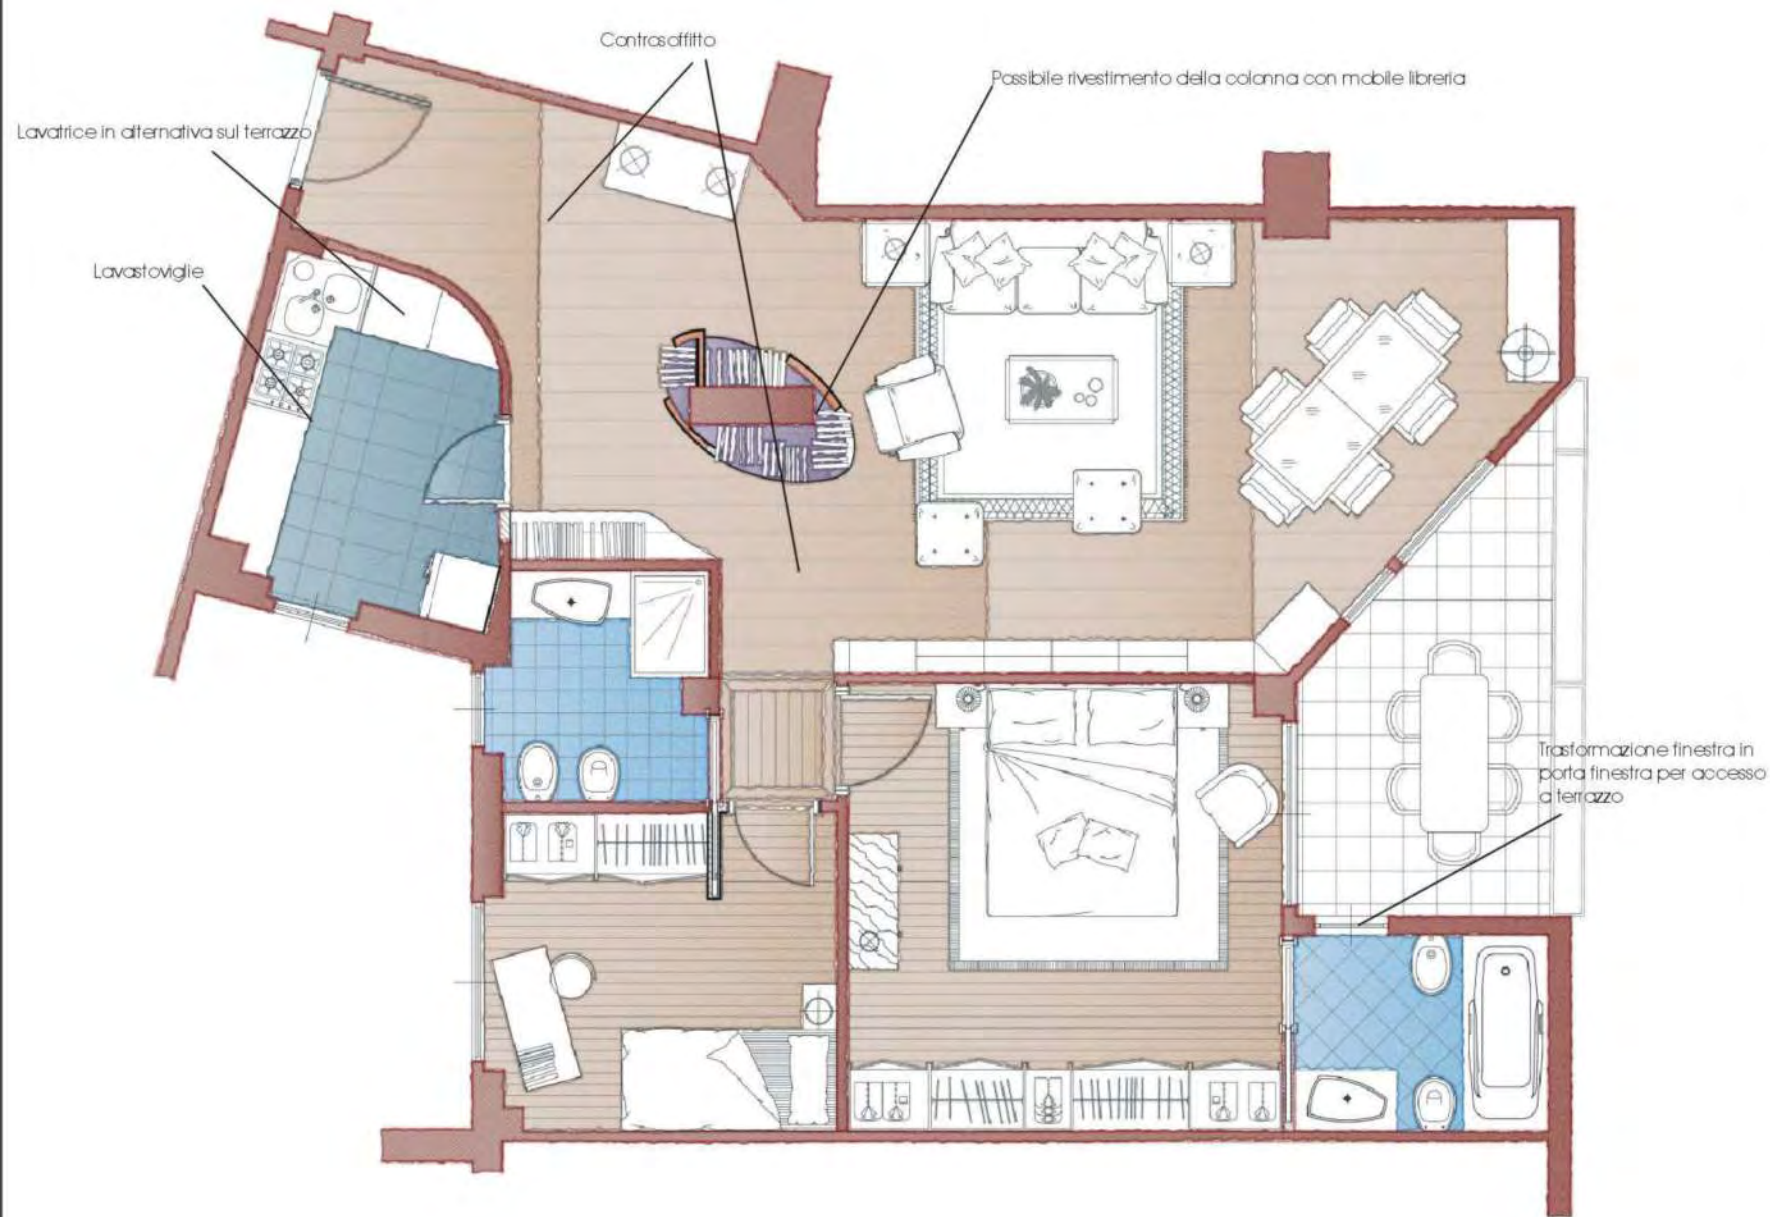 Controsoffitto
Possibile rivestimento della colonna con mobile libreria
Lavatrice in alternativa sul terrazzo
Lavastoviglie
Trasformazione finestra in
porta finestra per accesso
a terrazzo